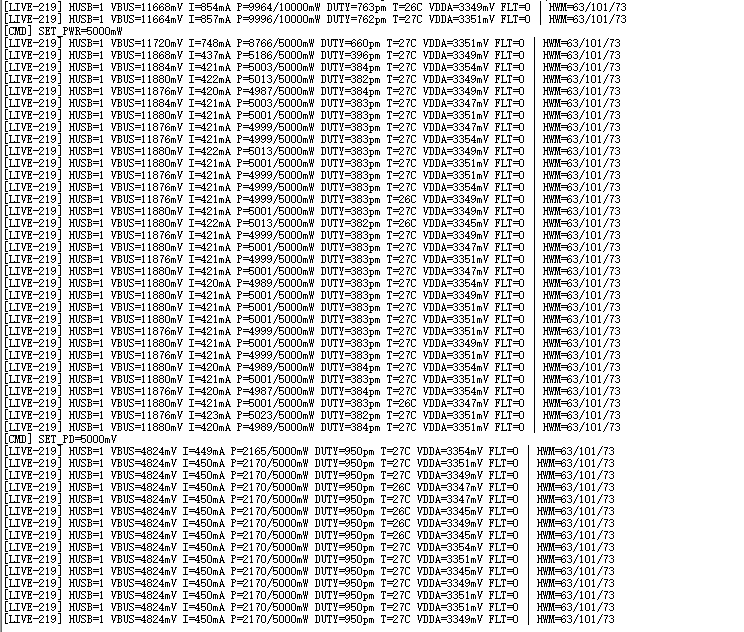 [LIVE-219] HUSB=1 VBUS=11668mV I=854mA P=9964/10000mW DUTY=763pm T=26C VDDA=3349mV FLT=0 | HWM=63/101/73
[LIVE-219] HUSB=1 VBUS=11664mV I=857mA P=9996/10000mW DUTY=762pm T=27C VDDA=3351mV FLT=0 | HWM=63/101/73
[CMD] SET_PWR=5000mW
[LIVE-219] HUSB=1 VBUS=11720mV I=748mA P=8766/5000mW DUTY=660pm T=27C VDDA=3351mV FLT=0 | HWM=63/101/73
[LIVE-219] HUSB=1 VBUS=11868mV I=437mA P=5186/5000mW DUTY=396pm T=27C VDDA=3349mV FLT=0 | HWM=63/101/73
[LIVE-219] HUSB=1 VBUS=11884mV I=421mA P=5003/5000mW DUTY=384pm T=27C VDDA=3354mV FLT=0 | HWM=63/101/73
[LIVE-219] HUSB=1 VBUS=11880mV I=422mA P=5013/5000mW DUTY=382pm T=27C VDDA=3349mV FLT=0 | HWM=63/101/73
[LIVE-219] HUSB=1 VBUS=11876mV I=420mA P=4987/5000mW DUTY=384pm T=27C VDDA=3349mV FLT=0 | HWM=63/101/73
[LIVE-219] HUSB=1 VBUS=11884mV I=421mA P=5003/5000mW DUTY=383pm T=27C VDDA=3347mV FLT=0 | HWM=63/101/73
[LIVE-219] HUSB=1 VBUS=11880mV I=421mA P=5001/5000mW DUTY=383pm T=27C VDDA=3351mV FLT=0 | HWM=63/101/73
[LIVE-219] HUSB=1 VBUS=11876mV I=421mA P=4999/5000mW DUTY=383pm T=27C VDDA=3347mV FLT=0 | HWM=63/101/73
[LIVE-219] HUSB=1 VBUS=11876mV I=421mA P=4999/5000mW DUTY=383pm T=27C VDDA=3354mV FLT=0 | HWM=63/101/73
[LIVE-219] HUSB=1 VBUS=11880mV I=422mA P=5013/5000mW DUTY=383pm T=27C VDDA=3349mV FLT=0 | HWM=63/101/73
[LIVE-219] HUSB=1 VBUS=11880mV I=421mA P=5001/5000mW DUTY=383pm T=27C VDDA=3351mV FLT=0 | HWM=63/101/73
[LIVE-219] HUSB=1 VBUS=11876mV I=421mA P=4999/5000mW DUTY=383pm T=27C VDDA=3351mV FLT=0 | HWM=63/101/73
[LIVE-219] HUSB=1 VBUS=11876mV I=421mA P=4999/5000mW DUTY=383pm T=27C VDDA=3354mV FLT=0 | HWM=63/101/73
[LIVE-219] HUSB=1 VBUS=11876mV I=421mA P=4999/5000mW DUTY=383pm T=26C VDDA=3349mV FLT=0 | HWM=63/101/73
[LIVE-219] HUSB=1 VBUS=11880mV I=421mA P=5001/5000mW DUTY=383pm T=27C VDDA=3349mV FLT=0 | HWM=63/101/73
[LIVE-219] HUSB=1 VBUS=11880mV I=422mA P=5013/5000mW DUTY=382pm T=26C VDDA=3345mV FLT=0 | HWM=63/101/73
[LIVE-219] HUSB=1 VBUS=11876mV I=421mA P=4999/5000mW DUTY=383pm T=27C VDDA=3349mV FLT=0 | HWM=63/101/73
[LIVE-219] HUSB=1 VBUS=11880mV I=421mA P=5001/5000mW DUTY=383pm T=27C VDDA=3347mV FLT=0 | HWM=63/101/73
[LIVE-219] HUSB=1 VBUS=11876mV I=421mA P=4999/5000mW DUTY=383pm T=27C VDDA=3351mV FLT=0 | HWM=63/101/73
[LIVE-219] HUSB=1 VBUS=11880mV I=421mA P=5001/5000mW DUTY=383pm T=27C VDDA=3347mV FLT=0 | HWM=63/101/73
[LIVE-219] HUSB=1 VBUS=11880mV I=420mA P=4989/5000mW DUTY=384pm T=27C VDDA=3354mV FLT=0 | HWM=63/101/73
[LIVE-219] HUSB=1 VBUS=11880mV I=421mA P=5001/5000mW DUTY=383pm T=27C VDDA=3349mV FLT=0 | HWM=63/101/73
[LIVE-219] HUSB=1 VBUS=11880mV I=421mA P=5001/5000mW DUTY=383pm T=27C VDDA=3351mV FLT=0 | HWM=63/101/73
[LIVE-219] HUSB=1 VBUS=11880mV I=421mA P=5001/5000mW DUTY=383pm T=27C VDDA=3351mV FLT=0 | HWM=63/101/73
[LIVE-219] HUSB=1 VBUS=11876mV I=421mA P=4999/5000mW DUTY=383pm T=27C VDDA=3351mV FLT=0 | HWM=63/101/73
[LIVE-219] HUSB=1 VBUS=11880mV I=421mA P=5001/5000mW DUTY=383pm T=27C VDDA=3349mV FLT=0 | HWM=63/101/73
[LIVE-219] HUSB=1 VBUS=11876mV I=421mA P=4999/5000mW DUTY=383pm T=27C VDDA=3351mV FLT=0 | HWM=63/101/73
[LIVE-219] HUSB=1 VBUS=11880mV I=420mA P=4989/5000mW DUTY=384pm T=27C VDDA=3354mV FLT=0 | HWM=63/101/73
[LIVE-219] HUSB=1 VBUS=11880mV I=421mA P=5001/5000mW DUTY=383pm T=27C VDDA=3351mV FLT=0 | HWM=63/101/73
[LIVE-219] HUSB=1 VBUS=11876mV I=420mA P=4987/5000mW DUTY=384pm T=27C VDDA=3351mV FLT=0 | HWM=63/101/73
[LIVE-219] HUSB=1 VBUS=11880mV I=421mA P=5001/5000mW DUTY=383pm T=26C VDDA=3347mV FLT=0 | HWM=63/101/73
[LIVE-219] HUSB=1 VBUS=11876mV I=423mA P=5023/5000mW DUTY=382pm T=27C VDDA=3351mV FLT=0 | HWM=63/101/73
[LIVE-219] HUSB=1 VBUS=11880mV I=420mA P=4989/5000mW DUTY=384pm T=27C VDDA=3351mV FLT=0 | HWM=63/101/73
[CMD] SET_PD=5000mV
[LIVE-219] HUSB=1 VBUS=4824mV I=449mA P=2165/5000mW DUTY=950pm T=27C VDDA=3354mV FLT=0 | HWM=63/101/73
[LIVE-219] HUSB=1 VBUS=4824mV I=450mA P=2170/5000mW DUTY=950pm T=27C VDDA=3351mV FLT=0 | HWM=63/101/73
[LIVE-219] HUSB=1 VBUS=4824mV I=450mA P=2170/5000mW DUTY=950pm T=27C VDDA=3349mV FLT=0 | HWM=63/101/73
[LIVE-219] HUSB=1 VBUS=4824mV I=450mA P=2170/5000mW DUTY=950pm T=26C VDDA=3347mV FLT=0 | HWM=63/101/73
[LIVE-219] HUSB=1 VBUS=4824mV I=450mA P=2170/5000mW DUTY=950pm T=27C VDDA=3347mV FLT=0 | HWM=63/101/73
[LIVE-219] HUSB=1 VBUS=4824mV I=450mA P=2170/5000mW DUTY=950pm T=26C VDDA=3345mV FLT=0 | HWM=63/101/73
[LIVE-219] HUSB=1 VBUS=4824mV I=450mA P=2170/5000mW DUTY=950pm T=26C VDDA=3349mV FLT=0 | HWM=63/101/73
[LIVE-219] HUSB=1 VBUS=4824mV I=450mA P=2170/5000mW DUTY=950pm T=26C VDDA=3345mV FLT=0 | HWM=63/101/73
[LIVE-219] HUSB=1 VBUS=4824mV I=450mA P=2170/5000mW DUTY=950pm T=27C VDDA=3354mV FLT=0 | HWM=63/101/73
[LIVE-219] HUSB=1 VBUS=4824mV I=450mA P=2170/5000mW DUTY=950pm T=27C VDDA=3351mV FLT=0 | HWM=63/101/73
[LIVE-219] HUSB=1 VBUS=4824mV I=450mA P=2170/5000mW DUTY=950pm T=26C VDDA=3345mV FLT=0 | HWM=63/101/73
[LIVE-219] HUSB=1 VBUS=4824mV I=450mA P=2170/5000mW DUTY=950pm T=26C VDDA=3349mV FLT=0 | HWM=63/101/73
[LIVE-219] HUSB=1 VBUS=4824mV I=450mA P=2170/5000mW DUTY=950pm T=27C VDDA=3351mV FLT=0 | HWM=63/101/73
[LIVE-219] HUSB=1 VBUS=4824mV I=450mA P=2170/5000mW DUTY=950pm T=27C VDDA=3351mV FLT=0 | HWM=63/101/73
[LIVE-219] HUSB=1 VBUS=4824mV I=450mA P=2170/5000mW DUTY=950pm T=27C VDDA=3349mV FLT=0 | HWM=63/101/73